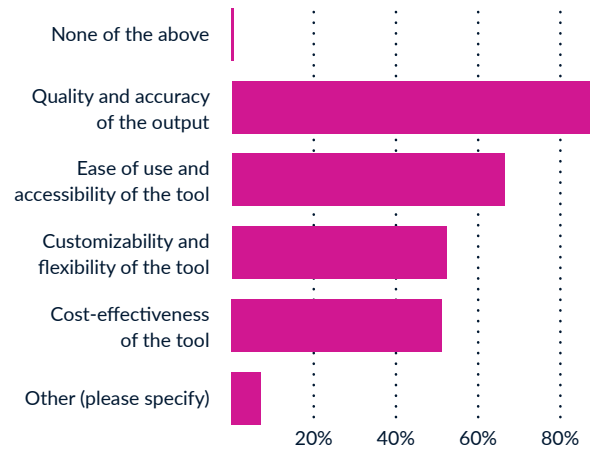 None of the above
Quality and accuracy
of the output
Ease of use and
accessibility of the tool
Customizability and
flexibility of the tool
Cost-effectiveness
of the tool
Other (please specify)
20% 40% 60% 80%